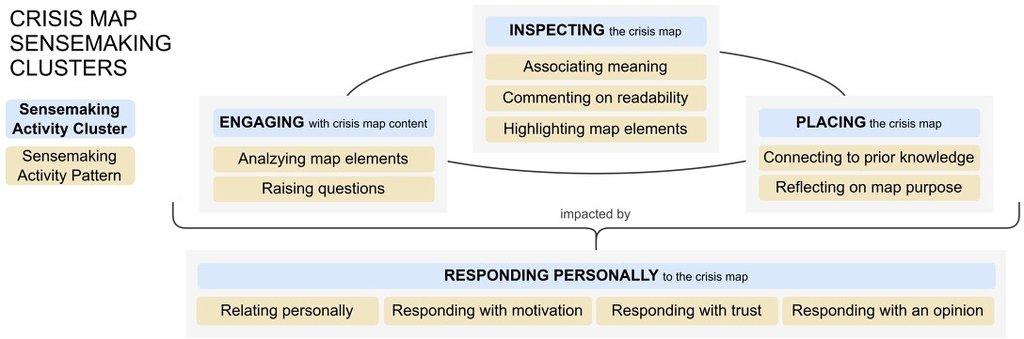 CRISIS MAP
SENSEMAKING
CLUSTERS
Sensemaking
Activity Cluster
Sensemaking
Activity Pattern
INSPECTING the crisis map
Associating meaning
Commenting on readability
Highlighting map elements
ENGAGING with crisis map content
Analzying map elements
Raising questions
PLACING the crisis map
Connecting to prior knowledge
Reflecting on map purpose
impacted by
RESPONDING PERSONALLY to the crisis map
Relating personally
Responding with motivation
Responding with trust
Responding with an opinion